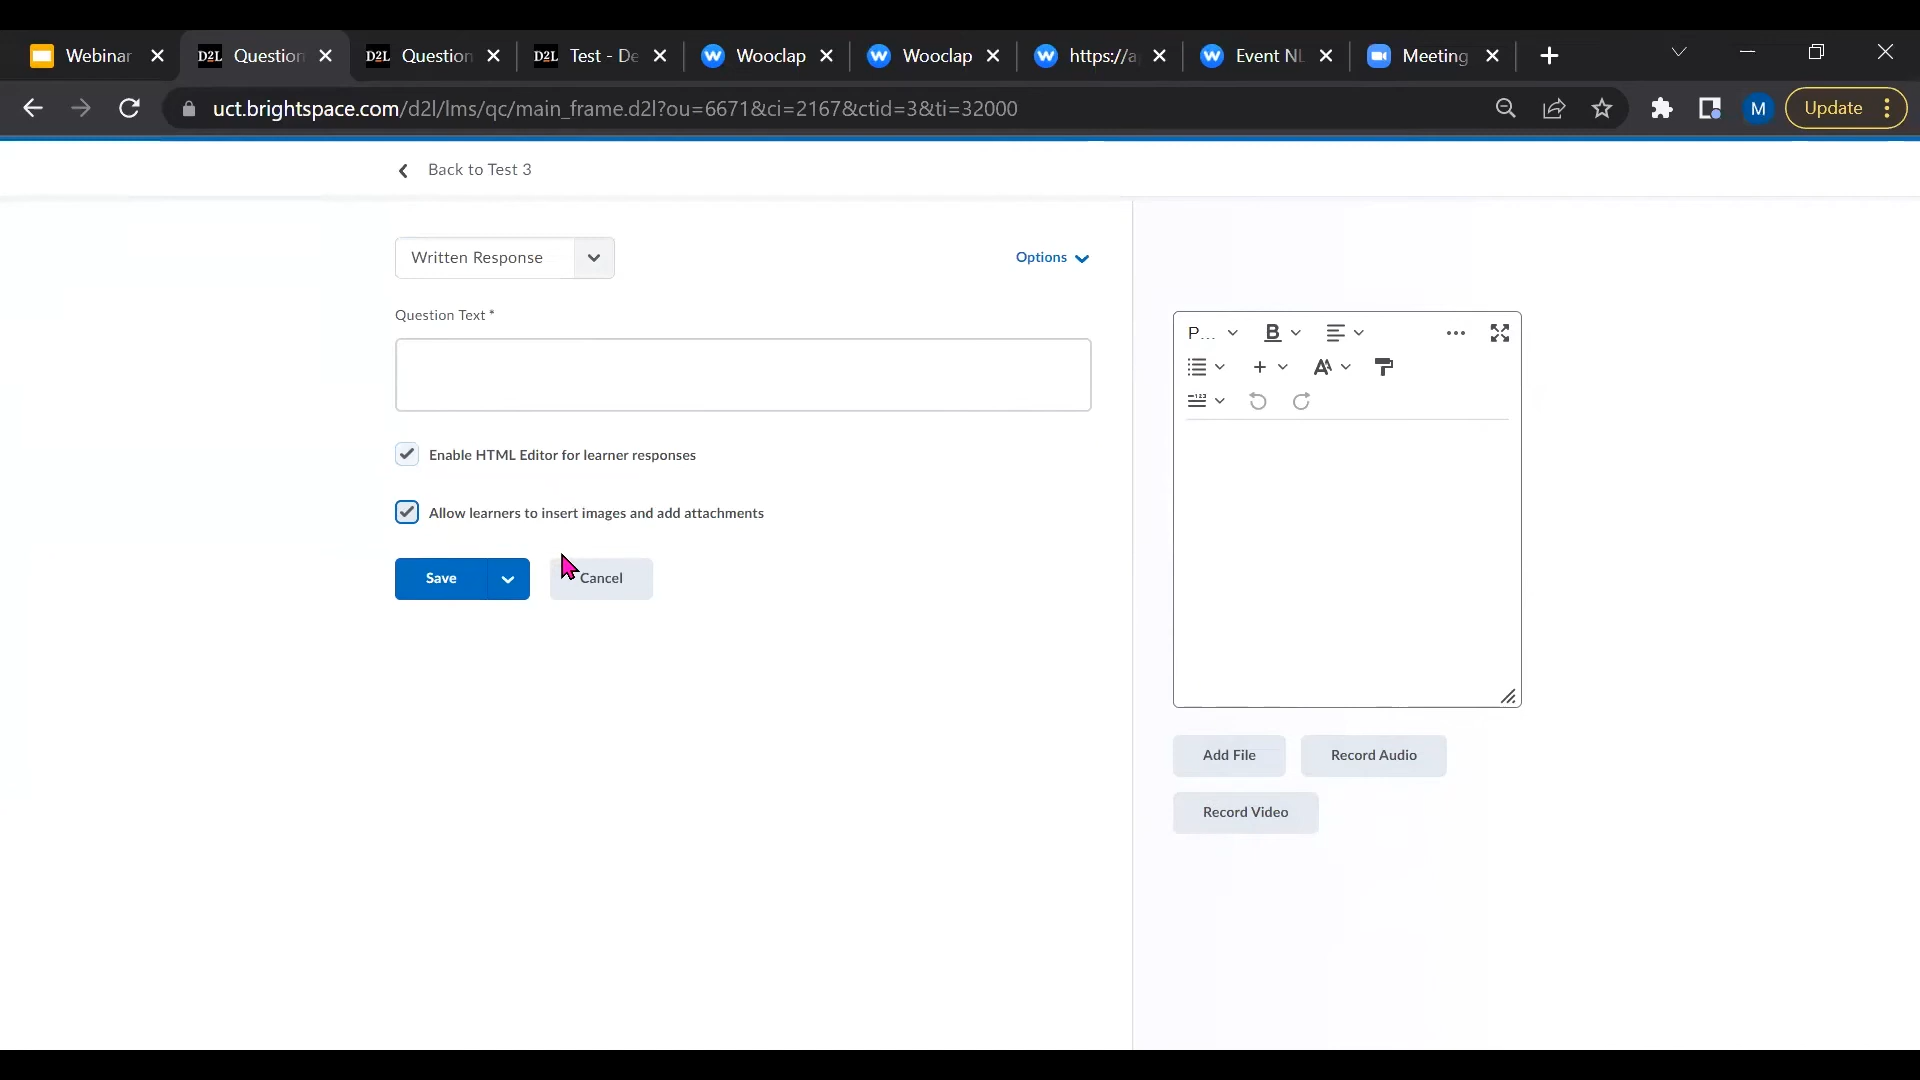 Webinar
D2L Question
D2L Question
D2L Test - De
Wooclap
Wooclap
https://a
Event NL
Meeting
uct.brightspace.com/d2l/lms/qc/main_frame.d2l?ou=6671&ci=2167&ctid=3&ti=32000
M
Update
Back to Test 3
Written Response
Options
Question Text *
Enable HTML Editor for learner responses
Allow learners to insert images and add attachments
Save
Cancel
P...
B
Add File
Record Audio
Record Video